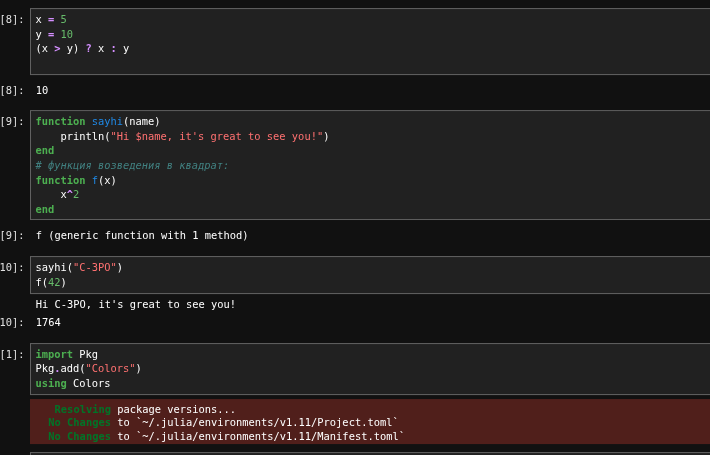 [8]: x = 5
y = 10
(x > y) ? x : y
[8]: 10
[9]: function sayhi(name)
println("Hi $name, it's great to see you!")
end
# функция возведения в квадрат:
function f(x)
x^2
end
[9]: f (generic function with 1 method)
10]: sayhi("C-3PO")
f(42)
Hi C-3PO, it's great to see you!
10]: 1764
[1]: import Pkg
Pkg.add("Colors")
using Colors
Resolving package versions...
No Changes to `~/.julia/environments/v1.11/Project.toml`
No Changes to `~/.julia/environments/v1.11/Manifest.toml`